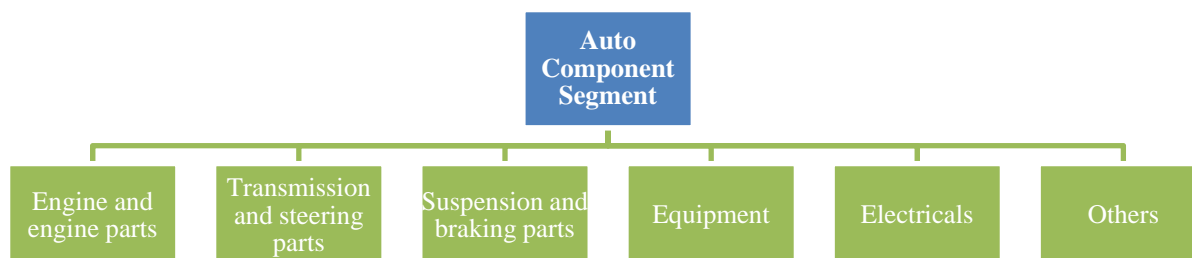 Auto
Component
Segment
Engine and
engine parts
Transmission
and steering
parts
Suspension and
braking parts
Equipment
Electricals
Others